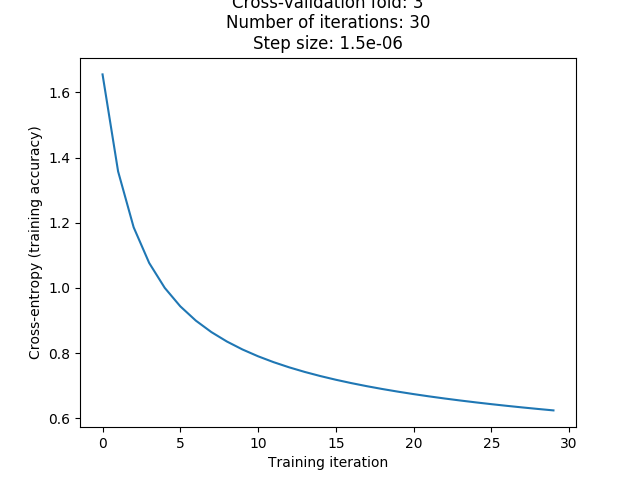 Cross-validation fold: 3
Number of iterations: 30
Step size: 1.5e-06
Cross-entropy (training accuracy)
1.6
1.4
1.2
1.0
0.8
0.6
0 5 10 15 20 25 30
Training iteration